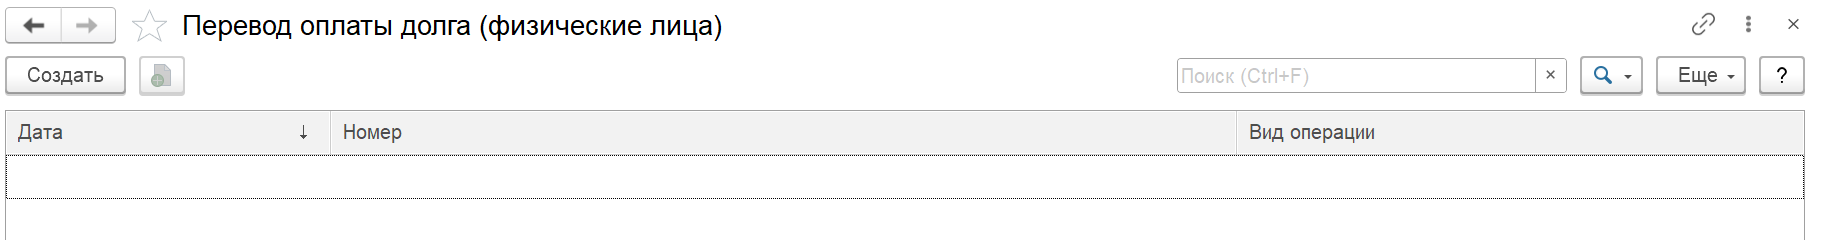 Перевод оплаты долга (физические лица)
Создать Поиск (Ctrl+F) × Еще ?
Дата ↓ Номер Вид операции